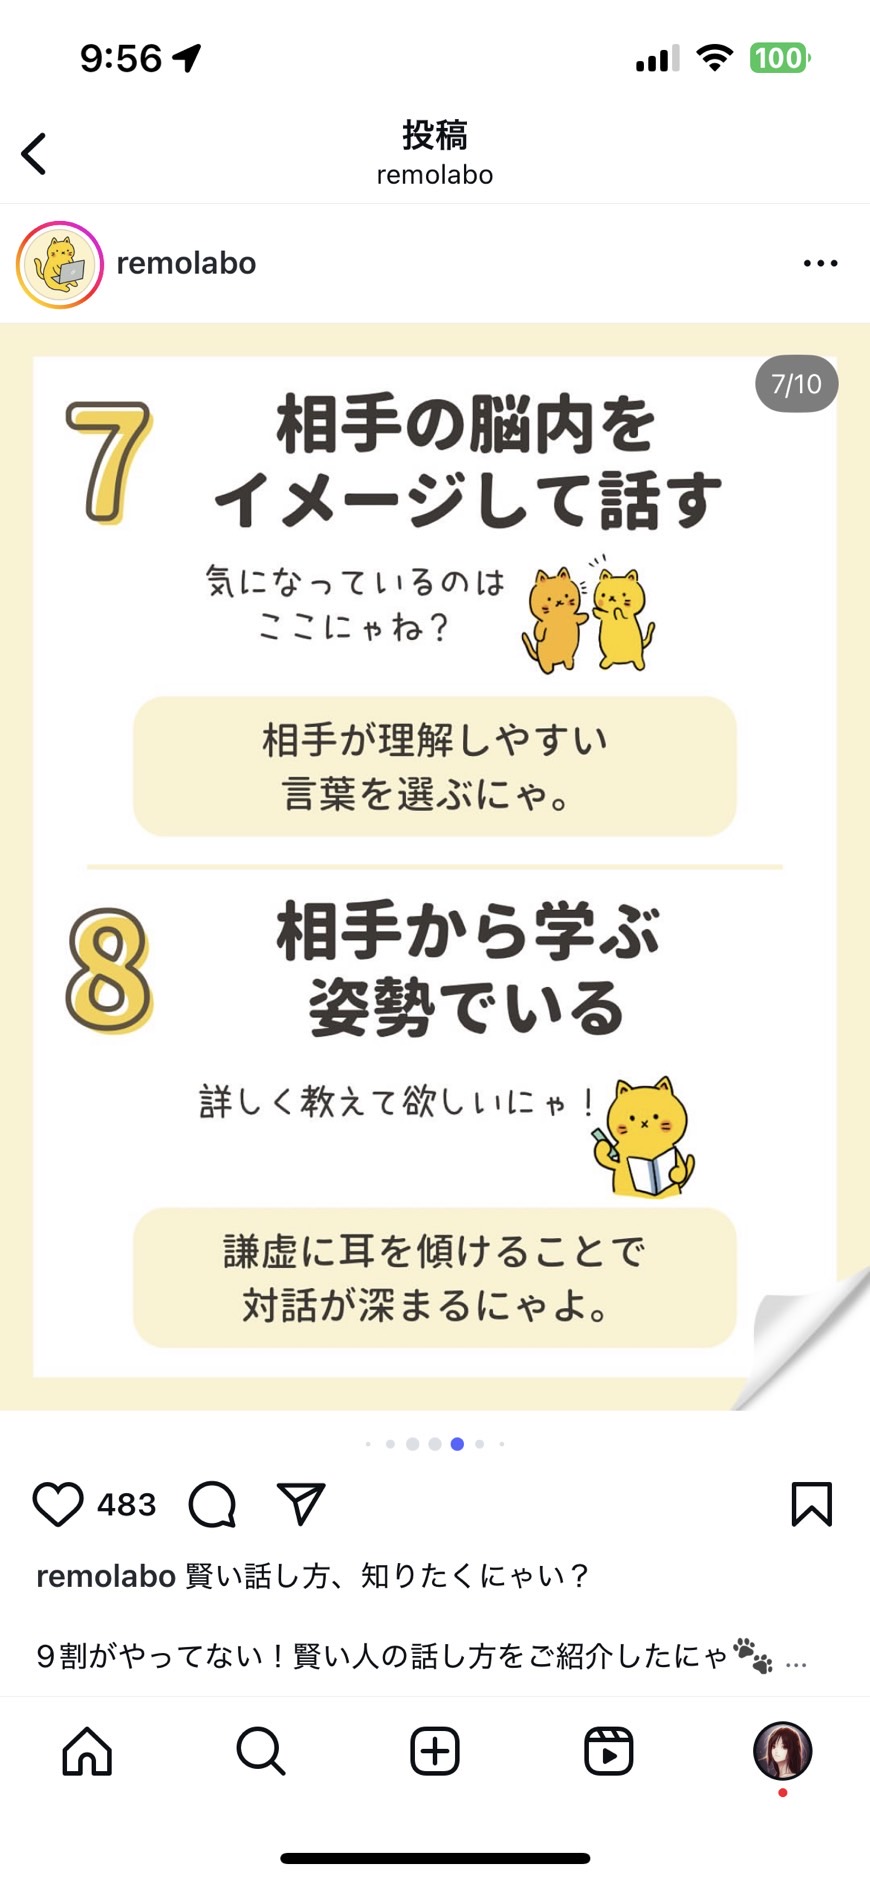 9:56
100
投稿
remolabo
remolabo
7/10
7
相手の脳内を
イメージして話す
気になっているのは
ここにゃね？
相手が理解しやすい
言葉を選ぶにゃ。
8
相手から学ぶ
姿勢でいる
詳しく教えて欲しいにゃ！
謙虚に耳を傾けることで
対話が深まるにゃよ。
483
remolabo 賢い話し方、知りたくにゃい？
９割がやってない！賢い人の話し方をご紹介したにゃ🐾 ...